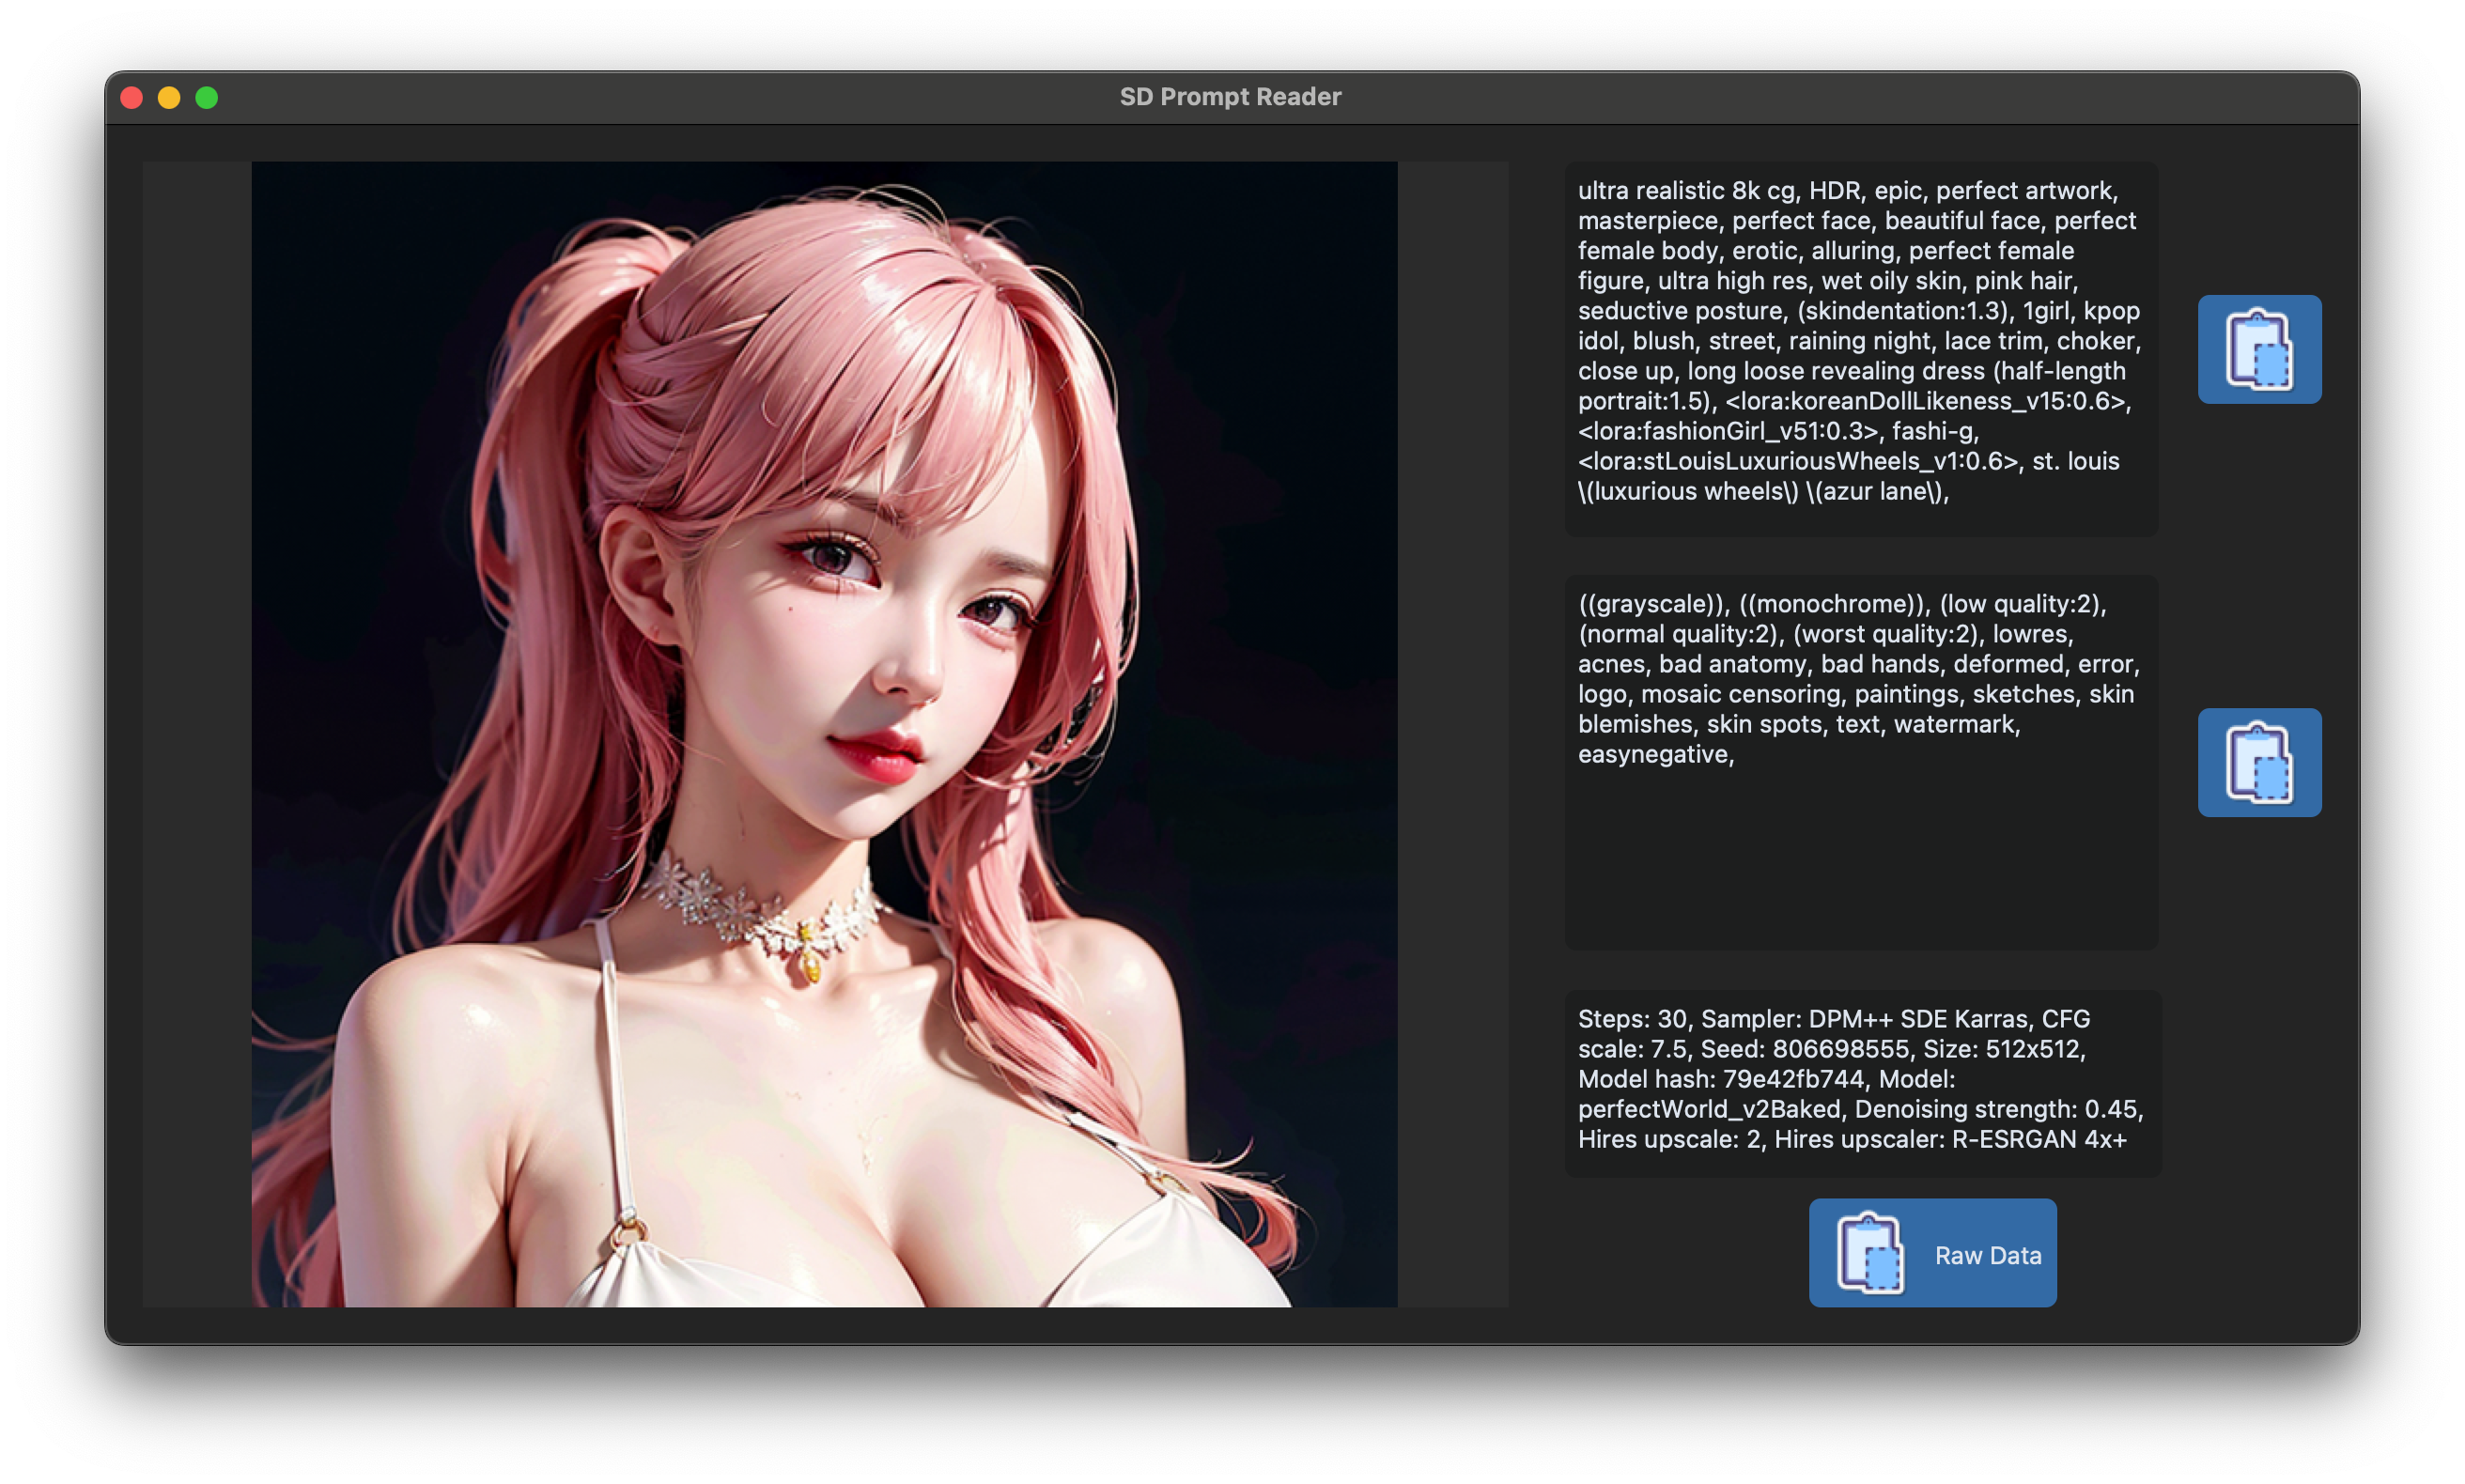 SD Prompt Reader
ultra realistic 8k cg, HDR, epic, perfect artwork,
masterpiece, perfect face, beautiful face, perfect
female body, erotic, alluring, perfect female
figure, ultra high res, wet oily skin, pink hair,
seductive posture, (skindentation:1.3), 1girl, kpop
idol, blush, street, raining night, lace trim, choker,
close up, long loose revealing dress (half-length
portrait:1.5), <lora:koreanDollLikeness_v15:0.6>,
<lora:fashionGirl_v51:0.3>, fashi-g,
<lora:stLouisLuxuriousWheels_v1:0.6>, st. louis
\(luxurious wheels\) \(azur lane\),
((grayscale)), ((monochrome)), (low quality:2),
(normal quality:2), (worst quality:2), lowres,
acnes, bad anatomy, bad hands, deformed, error,
logo, mosaic censoring, paintings, sketches, skin
blemishes, skin spots, text, watermark,
easynegative,
Steps: 30, Sampler: DPM++ SDE Karras, CFG
scale: 7.5, Seed: 806698555, Size: 512x512,
Model hash: 79e42fb744, Model:
perfectWorld_v2Baked, Denoising strength: 0.45,
Hires upscale: 2, Hires upscaler: R-ESRGAN 4x+
Raw Data